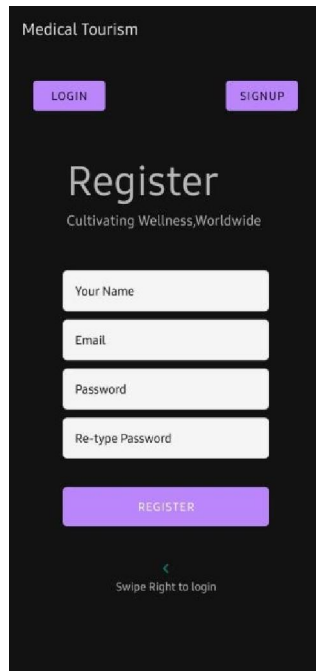 Medical Tourism
LOGIN
SIGNUP
Register
Cultivating Wellness,Worldwide
Your Name
Email
Password
Re-type Password
REGISTER
Swipe Right to login